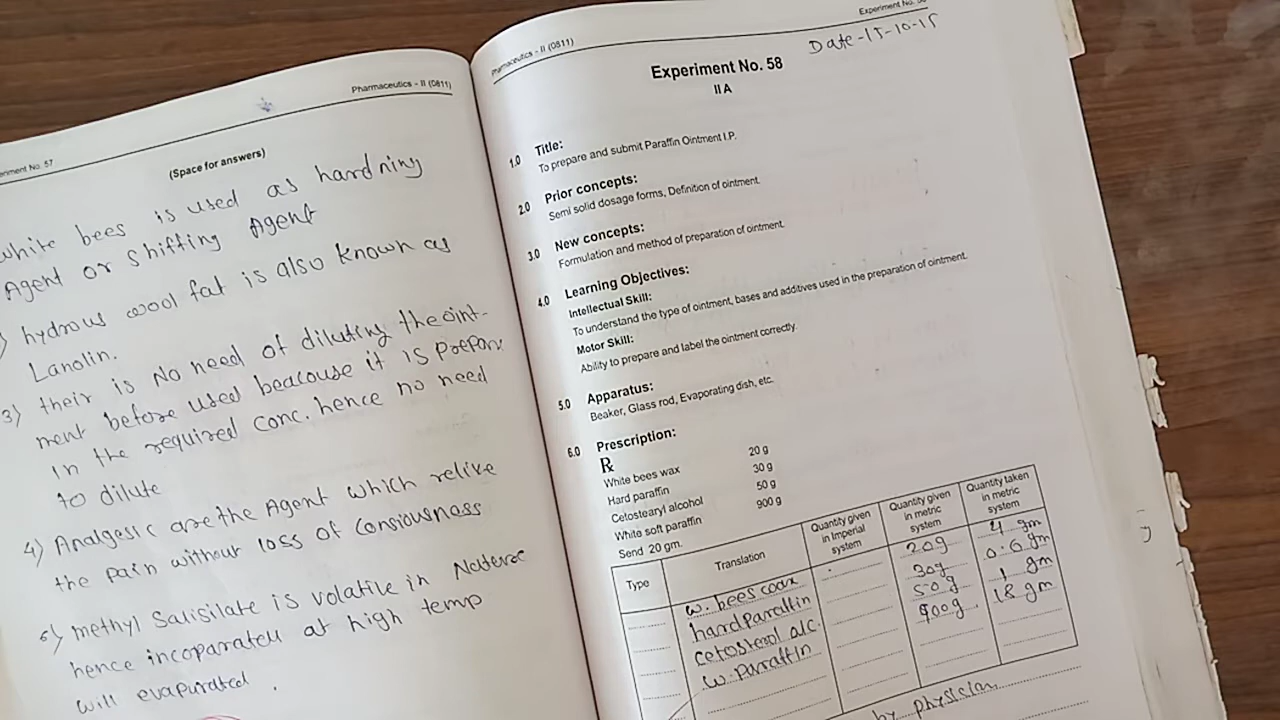 Pharmaceutics - II (0811)
eriment No. 57
(Space for answers)
White bees is used as hardning
Agent or shiffing Agent
) hydrous wool fat is also known as
Lanolin.
3) their is No need of diluting the oint-
ment before used beacouse it is prepare
in the required conc. hence no need
to dilute
4) Analgesic are the Agent which relive
the pain without loss of consiowsness
5) methyl Salisilate is volative in Nature
hence incoparateu at high temp
will evapurated.
Pharmaceutics - II (0811)
Experiment No. 58
Date - 15-10-15
Experiment No. 58
II A
1.0 Title:
To prepare and submit Paraffin Ointment I.P.
2.0 Prior concepts:
Semi solid dosage forms, Definition of ointment.
3.0 New concepts:
Formulation and method of preparation of ointment.
4.0 Learning Objectives:
Intellectual Skill:
To understand the type of ointment, bases and additives used in the preparation of ointment.
Motor Skill:
Ability to prepare and label the ointment correctly.
5.0 Apparatus:
Beaker, Glass rod, Evaporating dish, etc.
6.0 Prescription:
℞
White bees wax 20 g
Hard paraffin 30 g
Cetostearyl alcohol 50 g
White soft paraffin 900 g
Send 20 gm.
Type Translation Quantity given in Imperial system Quantity given in metric system Quantity taken in metric system
w. bees coax 20g 4 gm
hard paraffin 30g 0.6 gm
cetosterol alc. 50g 1 gm
w. paraffin 900g 18 gm
by physician